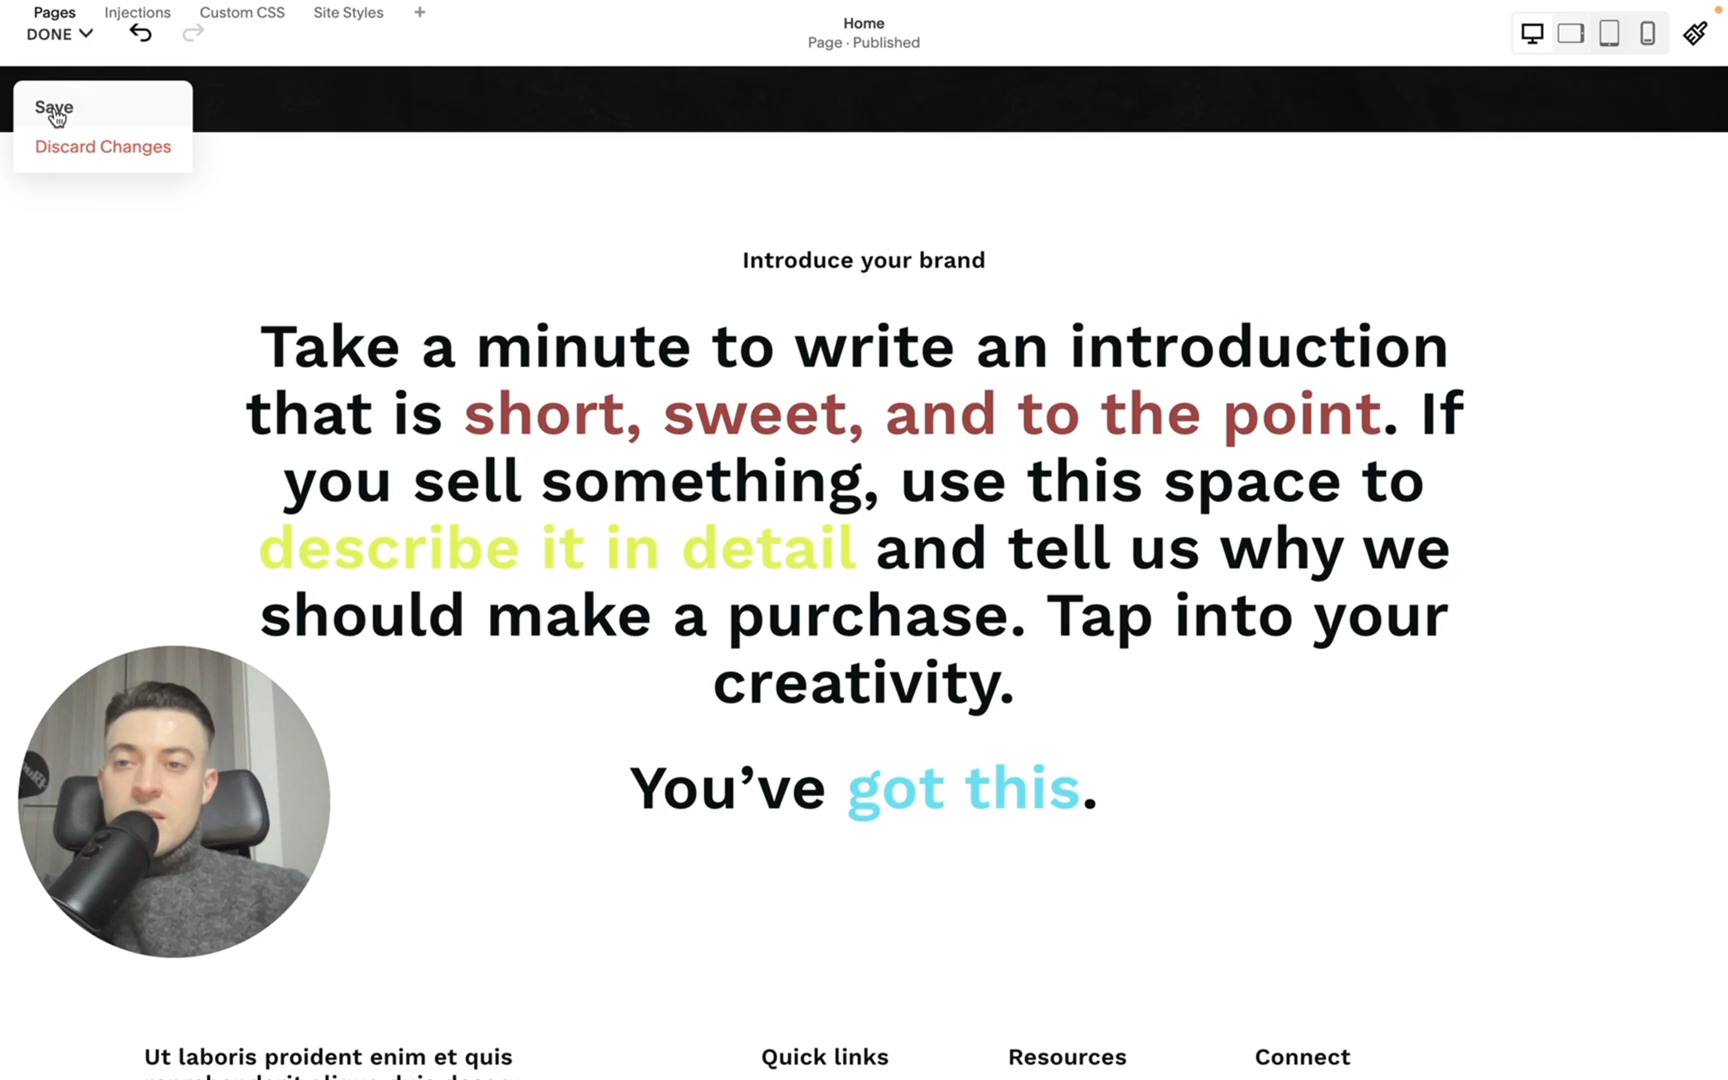 Pages Injections Custom CSS Site Styles +
DONE
Home
Page · Published
Save
Discard Changes
Introduce your brand
Take a minute to write an introduction
that is short, sweet, and to the point. If
you sell something, use this space to
describe it in detail and tell us why we
should make a purchase. Tap into your
creativity.
You’ve got this.
Ut laboris proident enim et quis
Quick links
Resources
Connect